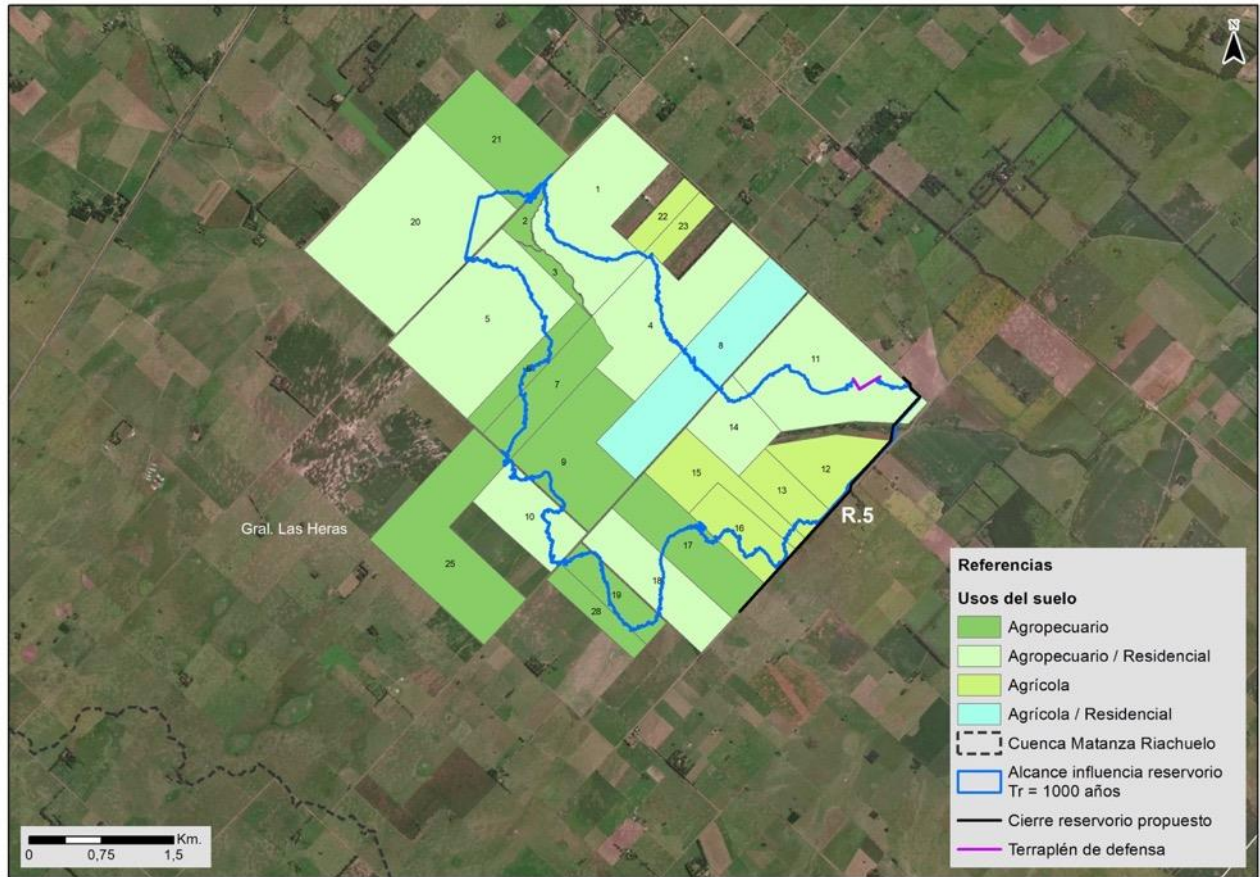 N
21
1
20
22
2
23
3
5
4
8
11
6
7
14
9
15
12
13
10
16
R.5
Gral. Las Heras
17
25
18
19
28
Referencias
Usos del suelo
Agropecuario
Agropecuario / Residencial
Agrícola
Agrícola / Residencial
Cuenca Matanza Riachuelo
Alcance influencia reservorio
Tr = 1000 años
Cierre reservorio propuesto
Terraplén de defensa
Km.
0 0,75 1,5